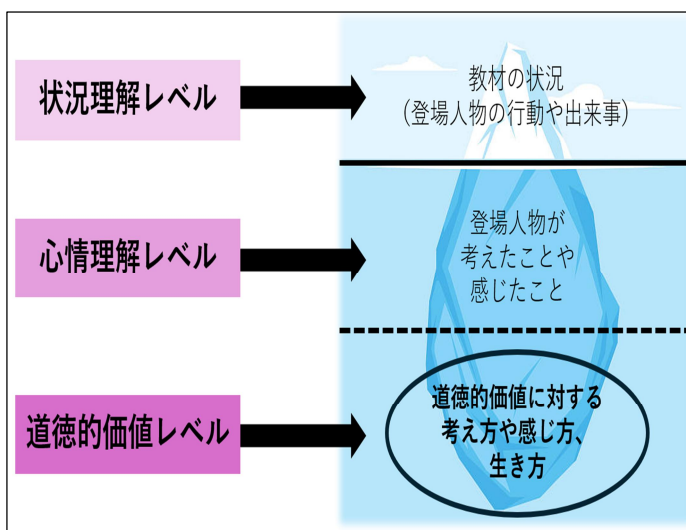 状況理解レベル
教材の状況
（登場人物の行動や出来事）
心情理解レベル
登場人物が
考えたことや
感じたこと
道徳的価値レベル
道徳的価値に対する
考え方や感じ方、
生き方